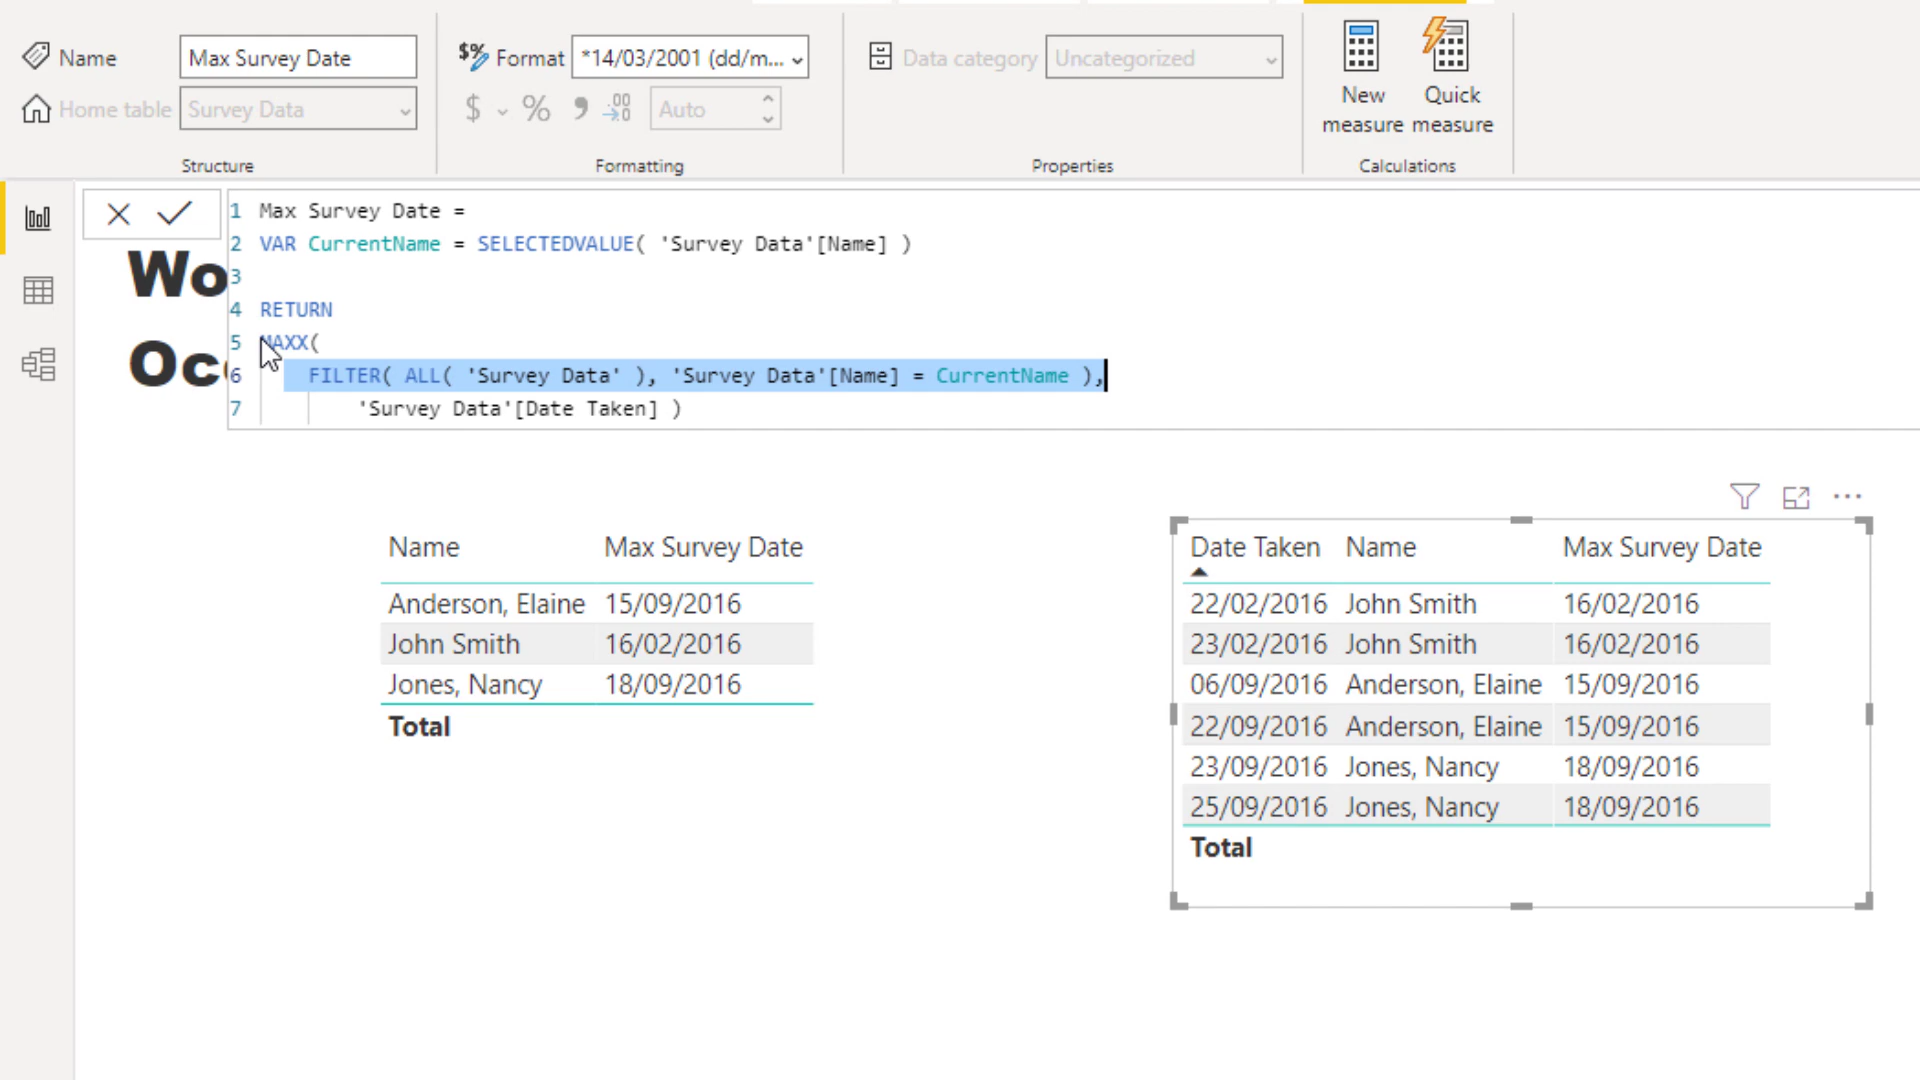 Name
Max Survey Date
Format
*14/03/2001 (dd/m...
Data category
Uncategorized
Home table
Survey Data
$ % 9 .00 →.0
Auto
New measure
Quick measure
Structure
Formatting
Properties
Calculations
1 Max Survey Date =
2 VAR CurrentName = SELECTEDVALUE( 'Survey Data'[Name] )
3
4 RETURN
5 MAXX(
6 FILTER( ALL( 'Survey Data' ), 'Survey Data'[Name] = CurrentName ),
7 'Survey Data'[Date Taken] )
Wo
Name Max Survey Date
Anderson, Elaine 15/09/2016
John Smith 16/02/2016
Jones, Nancy 18/09/2016
Total
Date Taken Name Max Survey Date
22/02/2016 John Smith 16/02/2016
23/02/2016 John Smith 16/02/2016
06/09/2016 Anderson, Elaine 15/09/2016
22/09/2016 Anderson, Elaine 15/09/2016
23/09/2016 Jones, Nancy 18/09/2016
25/09/2016 Jones, Nancy 18/09/2016
Total